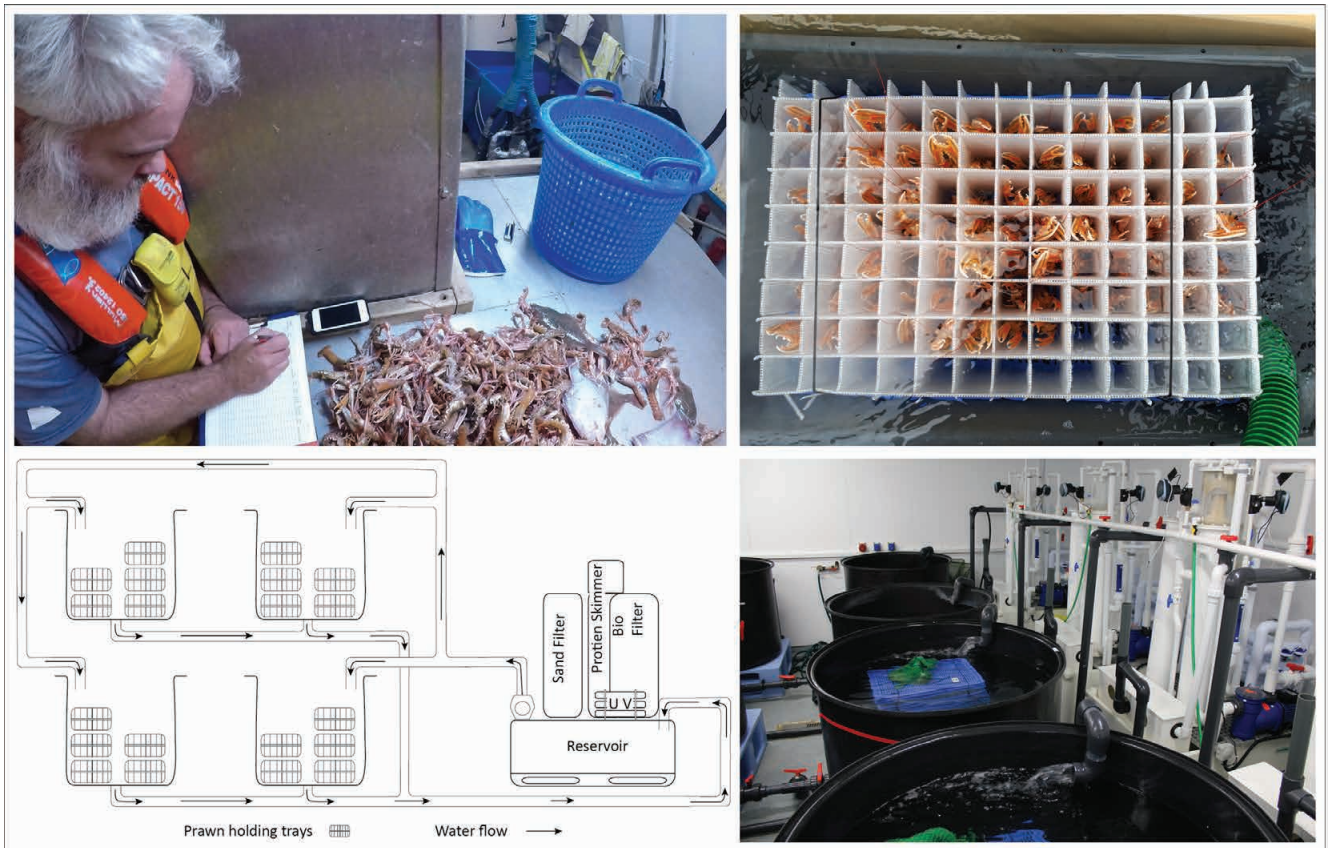 Sand Filter
Protien Skimmer
Bio
Filter
U V
Reservoir
Prawn holding trays
Water flow